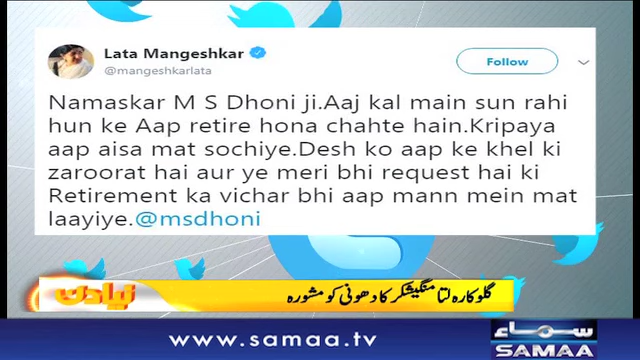 Lata Mangeshkar
@mangeshkarlata
Follow
Namaskar M S Dhoni ji.Aaj kal main sun rahi
hun ke Aap retire hona chahte hain.Kripaya
aap aisa mat sochiye.Desh ko aap ke khel ki
zaroorat hai aur ye meri bhi request hai ki
Retirement ka vichar bhi aap mann mein mat
laayiye.@msdhoni
نیا دن
گلوکارہ لتا منگیشکر کا دھونی کو مشورہ
www.samaa.tv
سماء
SAMAA